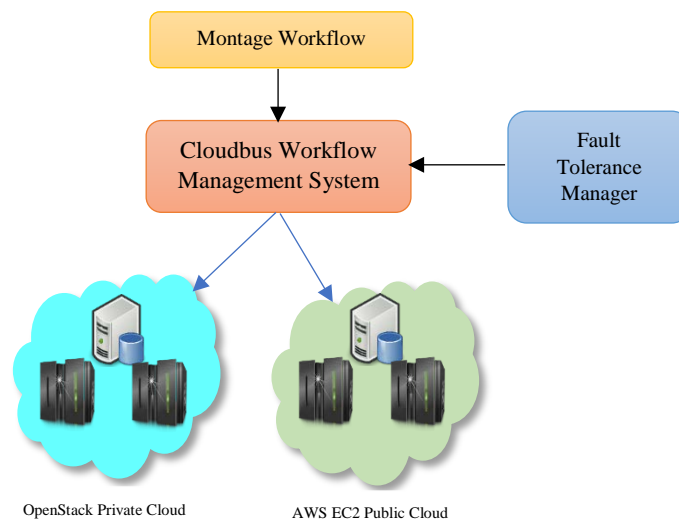 Montage Workflow
Cloudbus Workflow
Management System
Fault
Tolerance
Manager
OpenStack Private Cloud
AWS EC2 Public Cloud